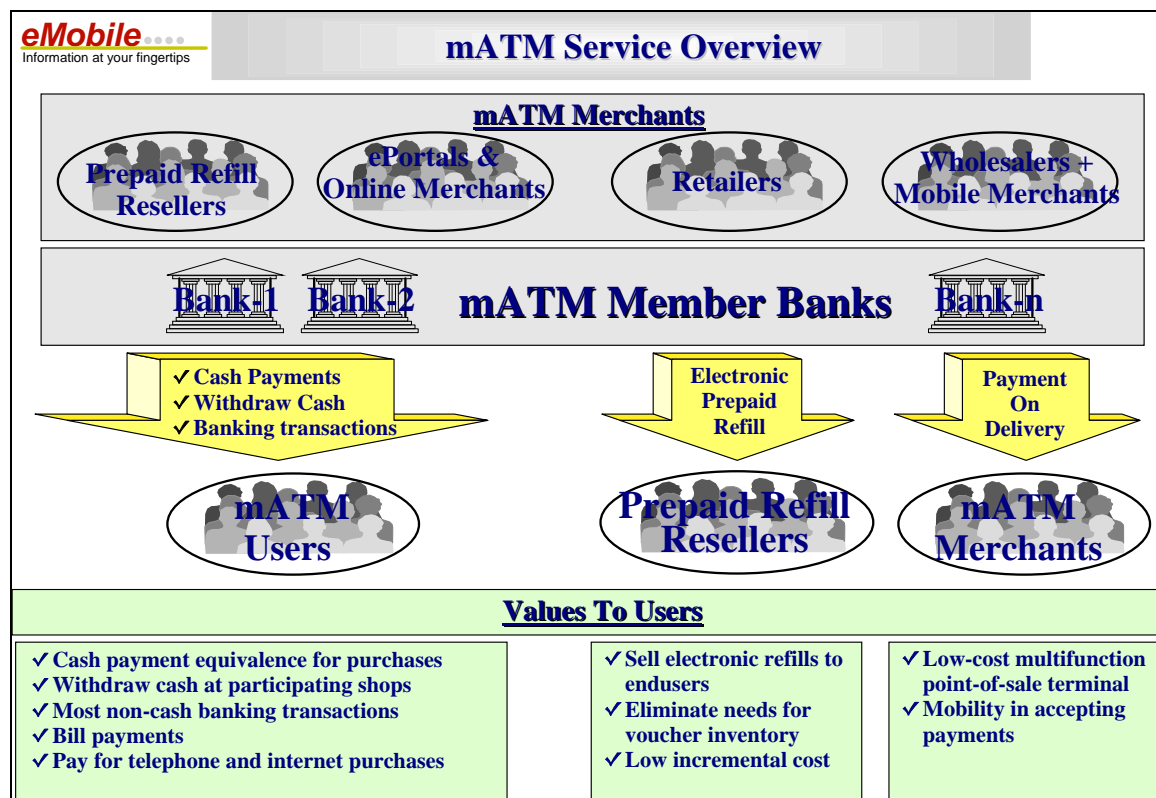 eMobile
Information at your fingertips
mATM Service Overview
mATM Merchants
Prepaid Refill
Resellers
ePortals &
Online Merchants
Retailers
Wholesalers +
Mobile Merchants
Bank-1
Bank-2
mATM Member Banks
Bank-n
✓ Cash Payments
✓ Withdraw Cash
✓ Banking transactions
Electronic
Prepaid
Refill
Payment
On
Delivery
mATM
Users
Prepaid Refill
Resellers
mATM
Merchants
Values To Users
✓ Cash payment equivalence for purchases
✓ Withdraw cash at participating shops
✓ Most non-cash banking transactions
✓ Bill payments
✓ Pay for telephone and internet purchases
✓ Sell electronic refills to
endusers
✓ Eliminate needs for
voucher inventory
✓ Low incremental cost
✓ Low-cost multifunction
point-of-sale terminal
✓ Mobility in accepting
payments